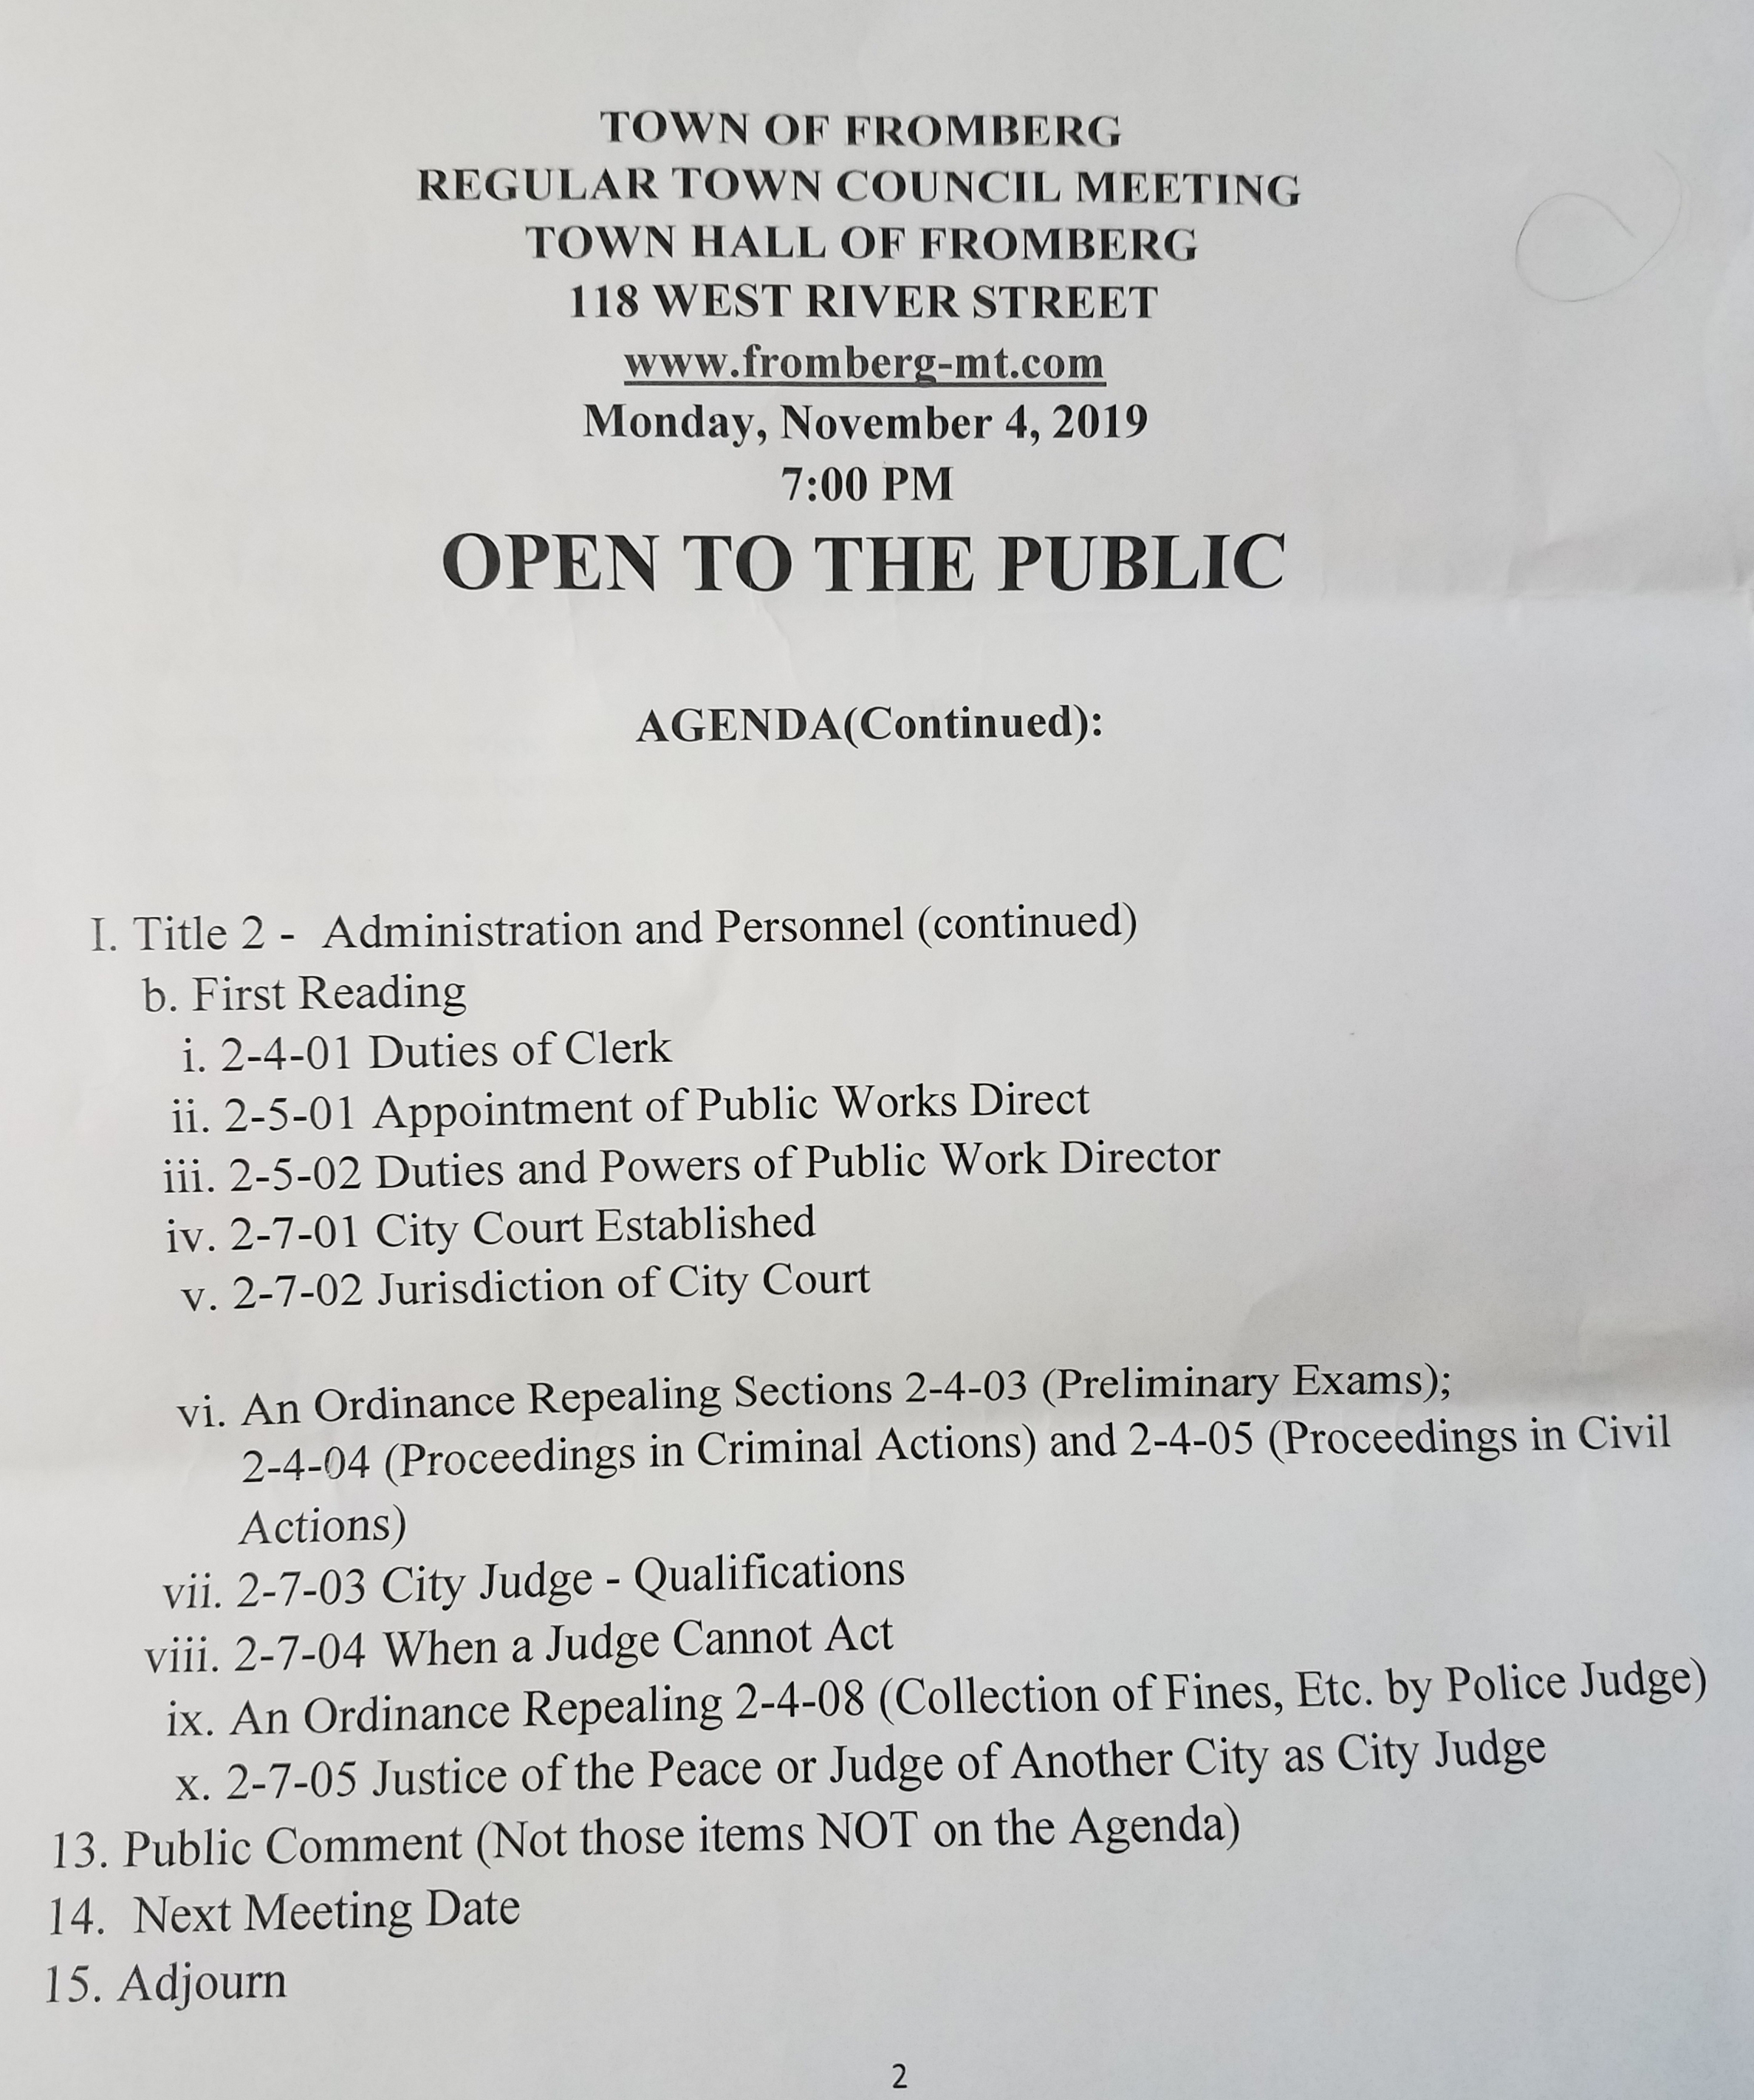 TOWN OF FROMBERG
REGULAR TOWN COUNCIL MEETING
TOWN HALL OF FROMBERG
118 WEST RIVER STREET
www.fromberg-mt.com
Monday, November 4, 2019
7:00 PM
OPEN TO THE PUBLIC
AGENDA(Continued):
I. Title 2 - Administration and Personnel (continued)
b. First Reading
i. 2-4-01 Duties of Clerk
ii. 2-5-01 Appointment of Public Works Direct
iii. 2-5-02 Duties and Powers of Public Work Director
iv. 2-7-01 City Court Established
v. 2-7-02 Jurisdiction of City Court
vi. An Ordinance Repealing Sections 2-4-03 (Preliminary Exams);
2-4-04 (Proceedings in Criminal Actions) and 2-4-05 (Proceedings in Civil
Actions)
vii. 2-7-03 City Judge - Qualifications
viii. 2-7-04 When a Judge Cannot Act
ix. An Ordinance Repealing 2-4-08 (Collection of Fines, Etc. by Police Judge)
x. 2-7-05 Justice of the Peace or Judge of Another City as City Judge
13. Public Comment (Not those items NOT on the Agenda)
14. Next Meeting Date
15. Adjourn
2